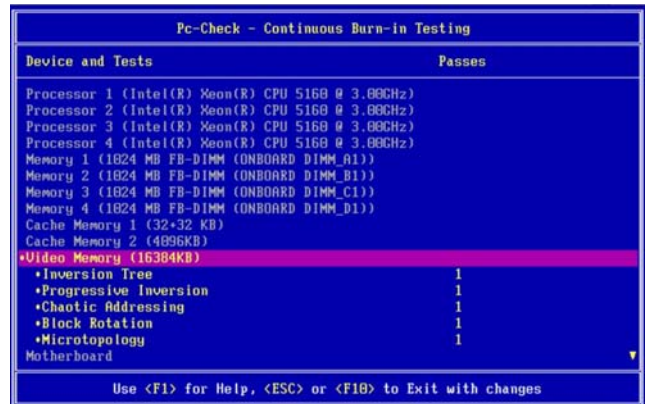 Pc-Check - Continuous Burn-in Testing
Device and Tests Passes
Processor 1 (Intel(R) Xeon(R) CPU 5160 @ 3.00GHz)
Processor 2 (Intel(R) Xeon(R) CPU 5160 @ 3.00GHz)
Processor 3 (Intel(R) Xeon(R) CPU 5160 @ 3.00GHz)
Processor 4 (Intel(R) Xeon(R) CPU 5160 @ 3.00GHz)
Memory 1 (1024 MB FB-DIMM (ONBOARD DIMM_A1))
Memory 2 (1024 MB FB-DIMM (ONBOARD DIMM_B1))
Memory 3 (1024 MB FB-DIMM (ONBOARD DIMM_C1))
Memory 4 (1024 MB FB-DIMM (ONBOARD DIMM_D1))
Cache Memory 1 (32+32 KB)
Cache Memory 2 (4096KB)
•Video Memory (16384KB)
•Inversion Tree 1
•Progressive Inversion 1
•Chaotic Addressing 1
•Block Rotation 1
•Microtopology 1
Motherboard
Use <F1> for Help, <ESC> or <F10> to Exit with changes